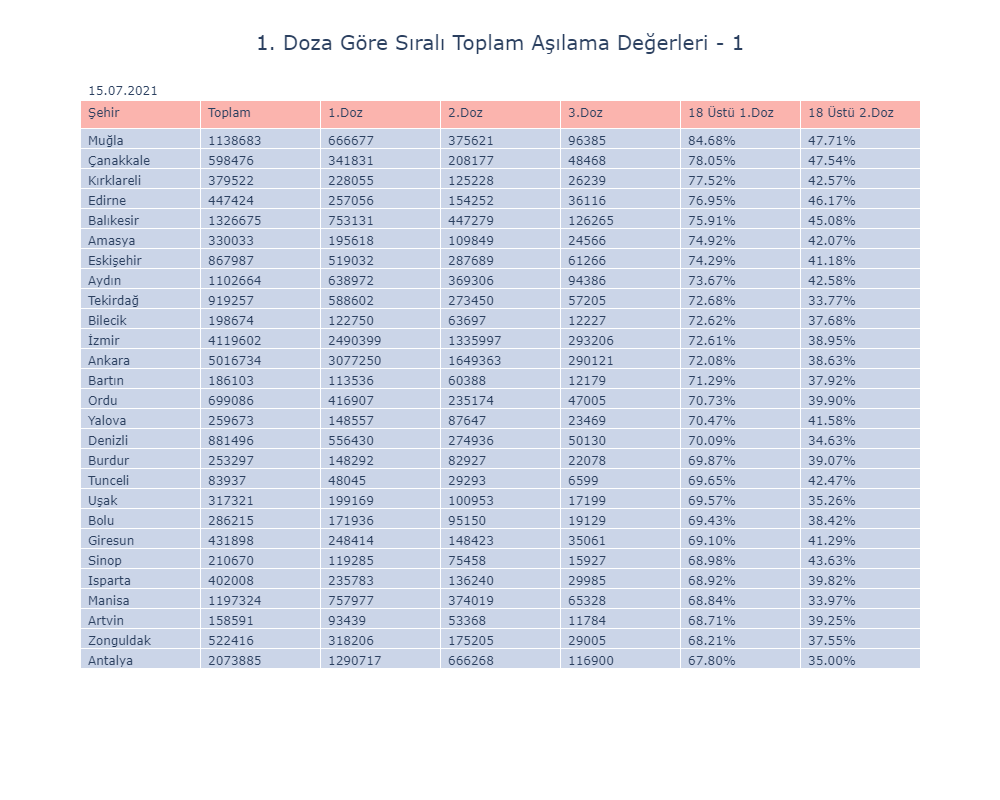 1. Doza Göre Sıralı Toplam Aşılama Değerleri - 1
15.07.2021
Şehir Toplam 1.Doz 2.Doz 3.Doz 18 Üstü 1.Doz 18 Üstü 2.Doz
Muğla 1138683 666677 375621 96385 84.68% 47.71%
Çanakkale 598476 341831 208177 48468 78.05% 47.54%
Kırklareli 379522 228055 125228 26239 77.52% 42.57%
Edirne 447424 257056 154252 36116 76.95% 46.17%
Balıkesir 1326675 753131 447279 126265 75.91% 45.08%
Amasya 330033 195618 109849 24566 74.92% 42.07%
Eskişehir 867987 519032 287689 61266 74.29% 41.18%
Aydın 1102664 638972 369306 94386 73.67% 42.58%
Tekirdağ 919257 588602 273450 57205 72.68% 33.77%
Bilecik 198674 122750 63697 12227 72.62% 37.68%
İzmir 4119602 2490399 1335997 293206 72.61% 38.95%
Ankara 5016734 3077250 1649363 290121 72.08% 38.63%
Bartın 186103 113536 60388 12179 71.29% 37.92%
Ordu 699086 416907 235174 47005 70.73% 39.90%
Yalova 259673 148557 87647 23469 70.47% 41.58%
Denizli 881496 556430 274936 50130 70.09% 34.63%
Burdur 253297 148292 82927 22078 69.87% 39.07%
Tunceli 83937 48045 29293 6599 69.65% 42.47%
Uşak 317321 199169 100953 17199 69.57% 35.26%
Bolu 286215 171936 95150 19129 69.43% 38.42%
Giresun 431898 248414 148423 35061 69.10% 41.29%
Sinop 210670 119285 75458 15927 68.98% 43.63%
Isparta 402008 235783 136240 29985 68.92% 39.82%
Manisa 1197324 757977 374019 65328 68.84% 33.97%
Artvin 158591 93439 53368 11784 68.71% 39.25%
Zonguldak 522416 318206 175205 29005 68.21% 37.55%
Antalya 2073885 1290717 666268 116900 67.80% 35.00%